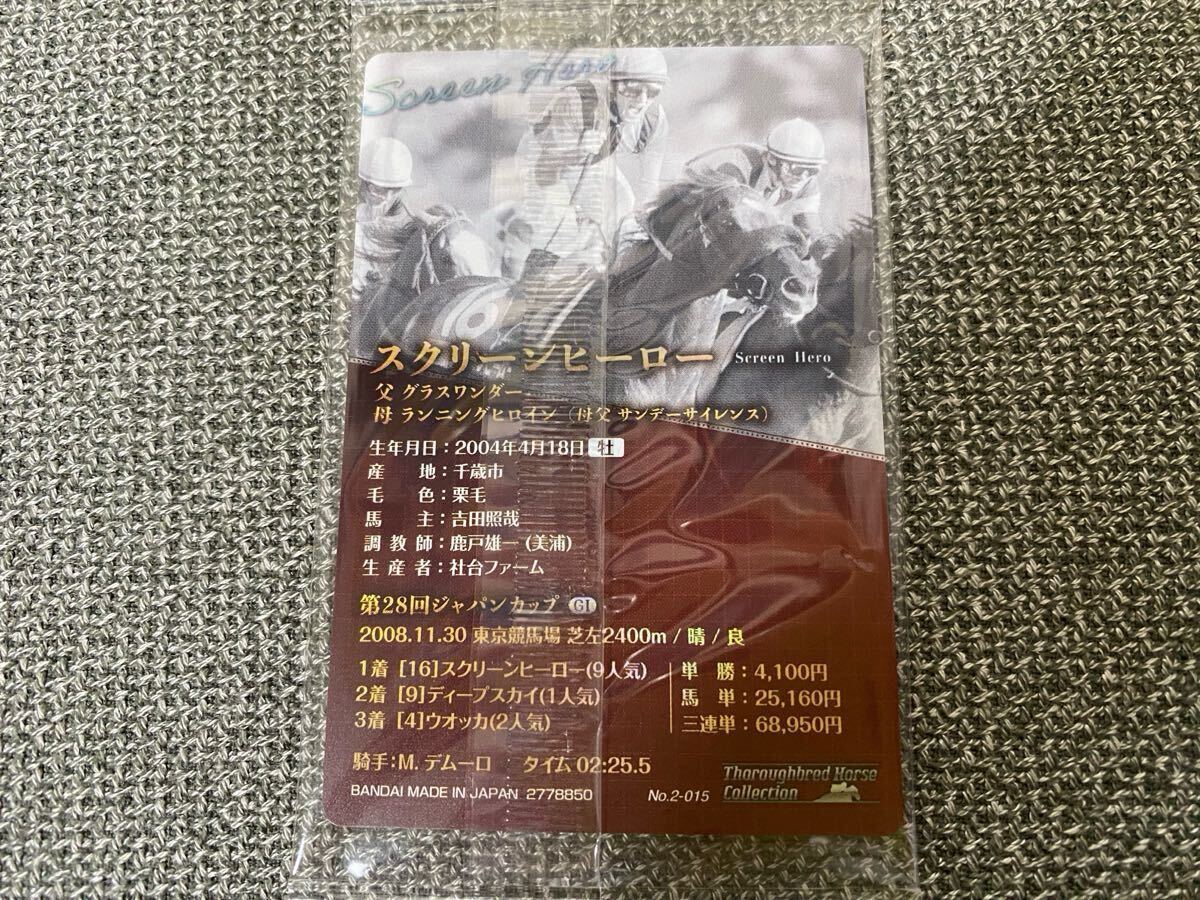 Screen Hero
スクリーンヒーロー Screen Hero
父 グラスワンダー
母 ランニングヒロイン（母父 サンデーサイレンス）
生年月日：2004年4月18日 牡
産 地：千歳市
毛 色：栗毛
馬 主：吉田照哉
調教師：鹿戸雄一（美浦）
生産者：社台ファーム
第28回ジャパンカップ GI
2008.11.30 東京競馬場 芝左2400m / 晴 / 良
1着 [16]スクリーンヒーロー(9人気) 単 勝：4,100円
2着 [9]ディープスカイ(1人気) 馬 単：25,160円
3着 [4]ウオッカ(2人気) 三連単：68,950円
騎手：M. デムーロ タイム 02:25.5
Thoroughbred Horse
Collection
BANDAI MADE IN JAPAN 2778850 No.2-015